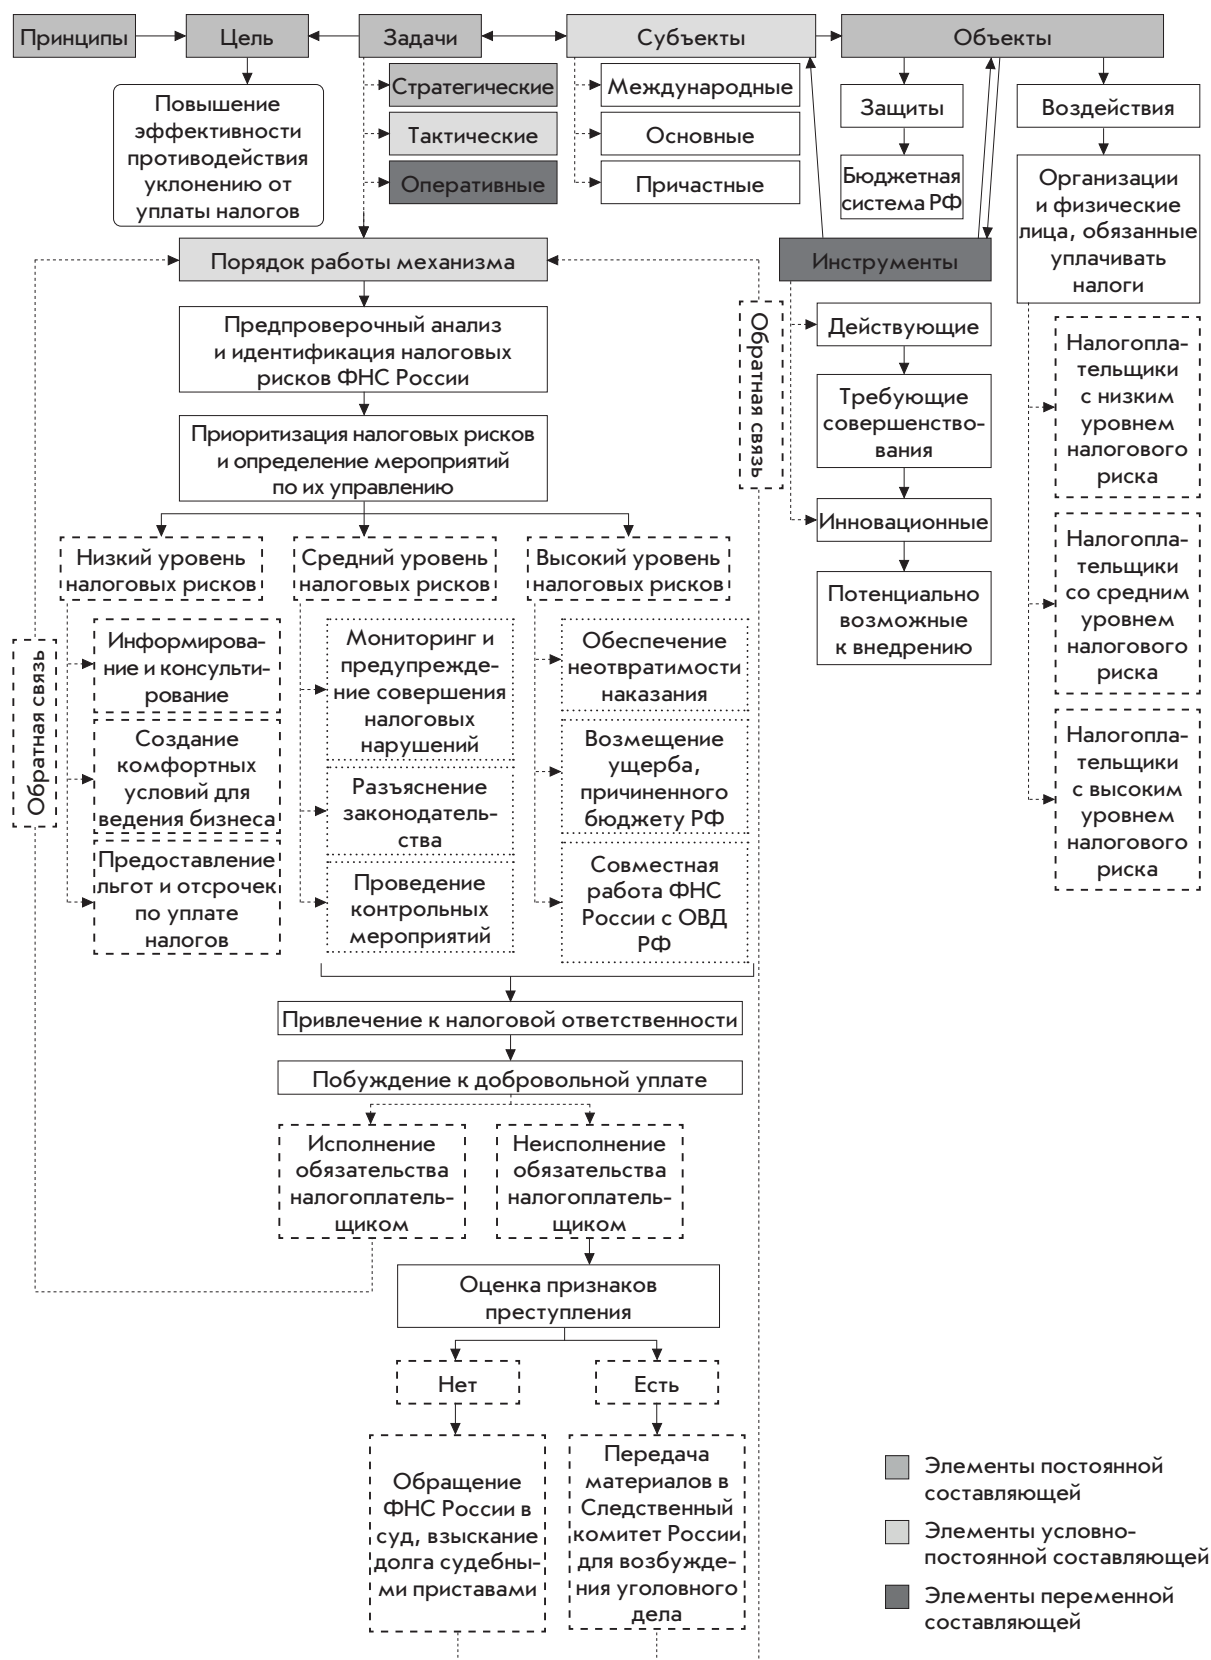 Принципы
Цель
Задачи
Субъекты
Объекты
Повышение
эффективности
противодействия
уклонению от
уплаты налогов
Стратегические
Тактические
Оперативные
Международные
Основные
Причастные
Защиты
Бюджетная
система РФ
Воздействия
Организации
и физические
лица, обязанные
уплачивать
налоги
Порядок работы механизма
Инструменты
Предпроверочный анализ
и идентификация налоговых
рисков ФНС России
Приоритизация налоговых рисков
и определение мероприятий
по их управлению
Обратная связь
Действующие
Требующие
совершенство-
вания
Инновационные
Потенциально
возможные
к внедрению
Налогопла-
тельщики
с низким
уровнем
налогового
риска
Налогопла-
тельщики
со средним
уровнем
налогового
риска
Налогопла-
тельщики
с высоким
уровнем
налогового
риска
Низкий уровень
налоговых рисков
Средний уровень
налоговых рисков
Высокий уровень
налоговых рисков
Обратная связь
Информирова-
ние и консульти-
рование
Создание
комфортных
условий для
ведения бизнеса
Предоставление
льгот и отсрочек
по уплате
налогов
Мониторинг и
предупрежде-
ние совершения
налоговых
нарушений
Разъяснение
законодатель-
ства
Проведение
контрольных
мероприятий
Обеспечение
неотвратимости
наказания
Возмещение
ущерба,
причиненного
бюджету РФ
Совместная
работа ФНС
России с ОВД
РФ
Привлечение к налоговой ответственности
Побуждение к добровольной уплате
Исполнение
обязательства
налогоплатель-
щиком
Неисполнение
обязательства
налогоплатель-
щиком
Оценка признаков
преступления
Нет
Есть
Обращение
ФНС России в
суд, взыскание
долга судебны-
ми приставами
Передача
материалов в
Следственный
комитет России
для возбужде-
ния уголовного
дела
Элементы постоянной
составляющей
Элементы условно-
постоянной составляющей
Элементы переменной
составляющей